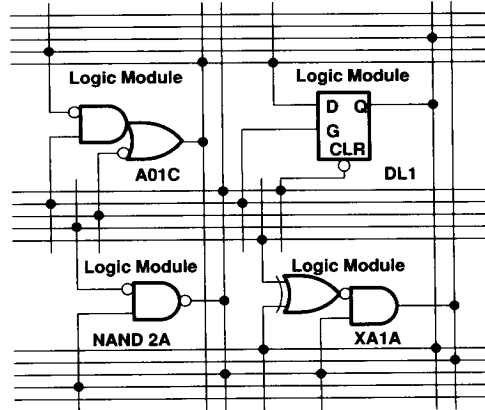 Logic Module
Logic Module
D Q
G
CLR
A01C
DL1
Logic Module
Logic Module
NAND 2A
XA1A